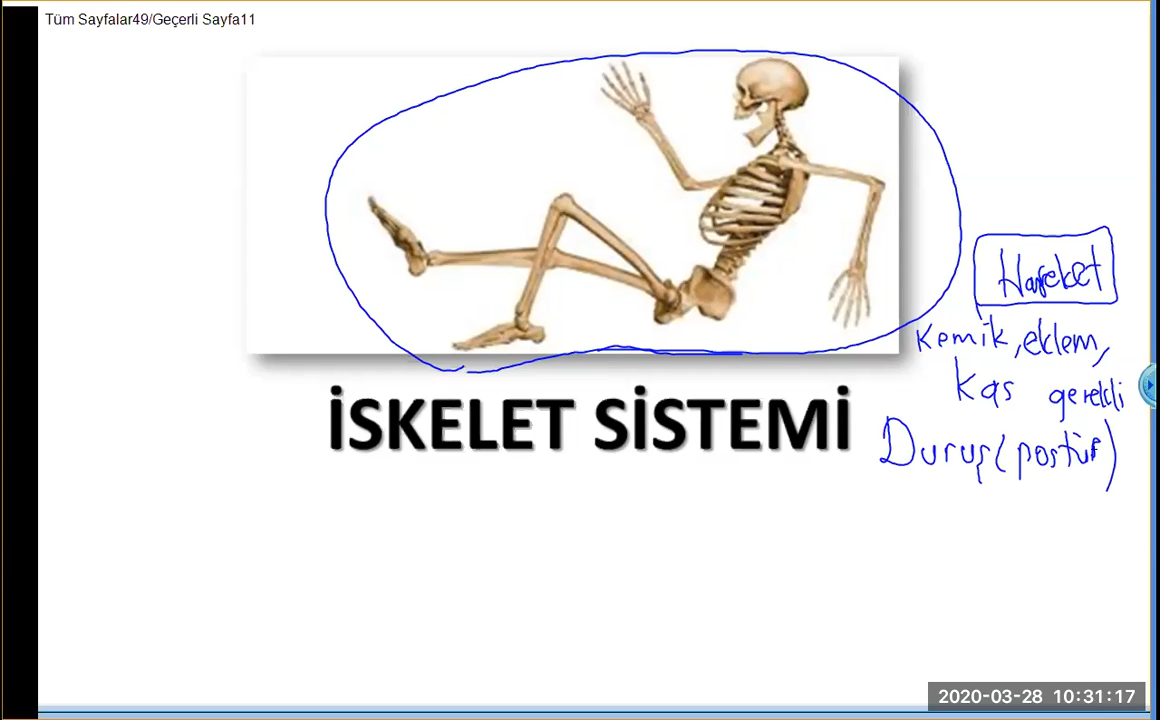 Tüm Sayfalar49/Geçerli Sayfa11
Hareket
Kemik, eklem,
Kas gerekli
Duruş (postür)
İSKELET SİSTEMİ
2020-03-28 10:31:17